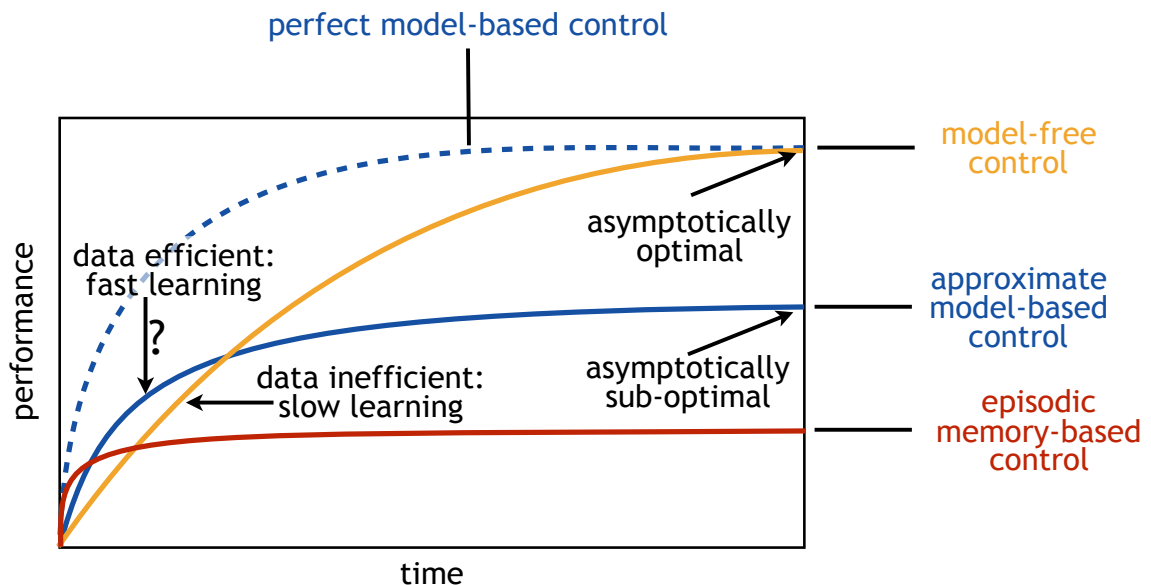 perfect model-based control
model-free
control
asymptotically
optimal
data efficient:
fast learning
?
approximate
model-based
control
performance
data inefficient:
slow learning
asymptotically
sub-optimal
episodic
memory-based
control
time